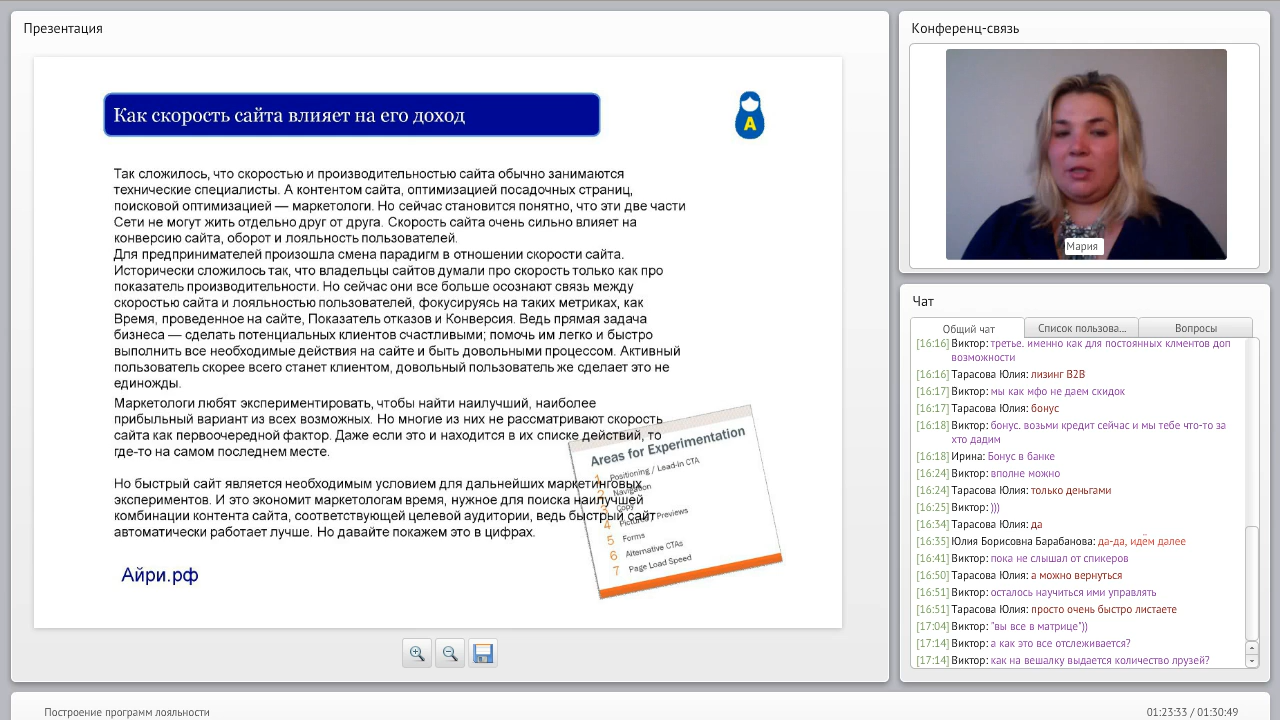 Презентация
Как скорость сайта влияет на его доход
А
Так сложилось, что скоростью и производительностью сайта обычно занимаются
технические специалисты. А контентом сайта, оптимизацией посадочных страниц,
поисковой оптимизацией — маркетологи. Но сейчас становится понятно, что эти две части
Сети не могут жить отдельно друг от друга. Скорость сайта очень сильно влияет на
конверсию сайта, оборот и лояльность пользователей.
Для предпринимателей произошла смена парадигм в отношении скорости сайта.
Исторически сложилось так, что владельцы сайтов думали про скорость только как про
показатель производительности. Но сейчас они все больше осознают связь между
скоростью сайта и лояльностью пользователей, фокусируясь на таких метриках, как
Время, проведенное на сайте, Показатель отказов и Конверсия. Ведь прямая задача
бизнеса — сделать потенциальных клиентов счастливыми; помочь им легко и быстро
выполнить все необходимые действия на сайте и быть довольными процессом. Активный
пользователь скорее всего станет клиентом, довольный пользователь же сделает это не
единожды.
Маркетологи любят экспериментировать, чтобы найти наилучший, наиболее
прибыльный вариант из всех возможных. Но многие из них не рассматривают скорость
сайта как первоочередной фактор. Даже если это и находится в их списке действий, то
где-то на самом последнем месте.
Но быстрый сайт является необходимым условием для дальнейших маркетинговых
экспериментов. И это экономит маркетологам время, нужное для поиска наилучшей
комбинации контента сайта, соответствующей целевой аудитории, ведь быстрый сайт
автоматически работает лучше. Но давайте покажем это в цифрах.
Areas for Experimentation
1 Positioning / Lead-in CTA
2 Navigation
3 Copy
4 Pictures / Previews
5 Forms
6 Alternative CTAs
7 Page Load Speed
Айри.рф
Конференц-связь
Мария
Чат
Общий чат
Список пользова...
Вопросы
[16:16] Виктор: третье. именно как для постоянных клментов доп
возможности
[16:16] Тарасова Юлия: лизинг B2B
[16:17] Виктор: мы как мфо не даем скидок
[16:17] Тарасова Юлия: бонус
[16:18] Виктор: бонус. возьми кредит сейчас и мы тебе что-то за
хто дадим
[16:18] Ирина: Бонус в банке
[16:24] Виктор: вполне можно
[16:24] Тарасова Юлия: только деньгами
[16:25] Виктор: )))
[16:34] Тарасова Юлия: да
[16:35] Юлия Борисовна Барабанова: да-да, идём далее
[16:41] Виктор: пока не слышал от спикеров
[16:50] Тарасова Юлия: а можно вернуться
[16:51] Виктор: осталось научиться ими управлять
[16:51] Тарасова Юлия: просто очень быстро листаете
[17:04] Виктор: "вы все в матрице"))
[17:14] Виктор: а как это все отслеживается?
[17:14] Виктор: как на вешалку выдается количество лрузей?
Построение программ лояльности
01:23:33 / 01:30:49